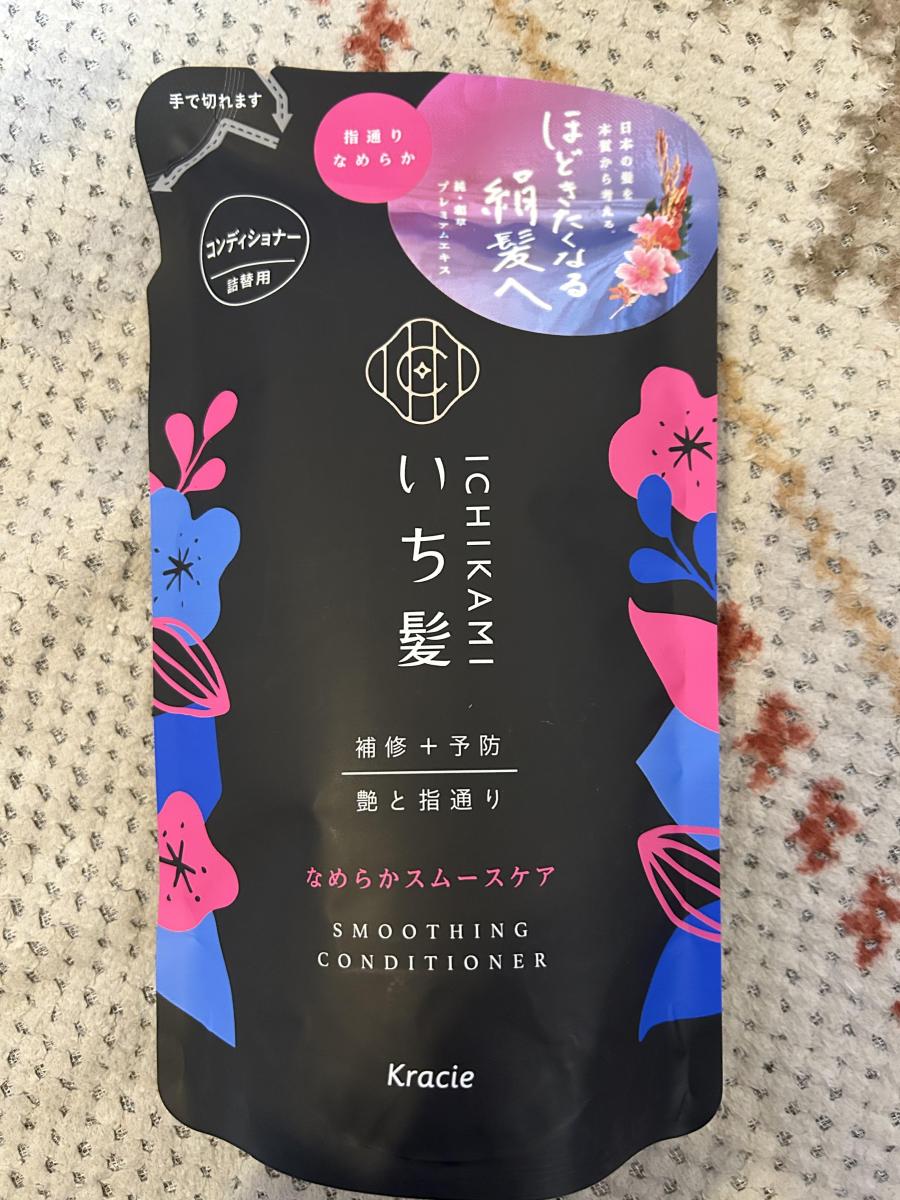 手で切れます
指通り
なめらか
日本の髪を
本質から考える。
ほどきたくなる
絹髪へ
純・和草
プレミアムエキス
コンディショナー
詰替用
いち髪
ICHIKAMI
補修+予防
艶と指通り
なめらかスムースケア
SMOOTHING
CONDITIONER
Kracie